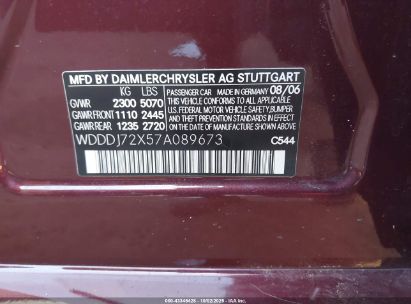 MFD BY DAIMLERCHRYSLER AG STUTTGART
KG LBS PASSENGER CAR MADE IN GERMANY 08/06
GVWR 2300 5070 THIS VEHICLE CONFORMS TO ALL APPLICABLE
GAWR FRONT 1110 2445 U.S. FEDERAL MOTOR VEHICLE SAFETY, BUMPER
GAWR REAR 1235 2720 AND THEFT PREVENTION STANDARDS IN EFFECT
ON THE DATE OF MANUFACTURE SHOWN ABOVE.
WDDDJ72X57A089673 C544